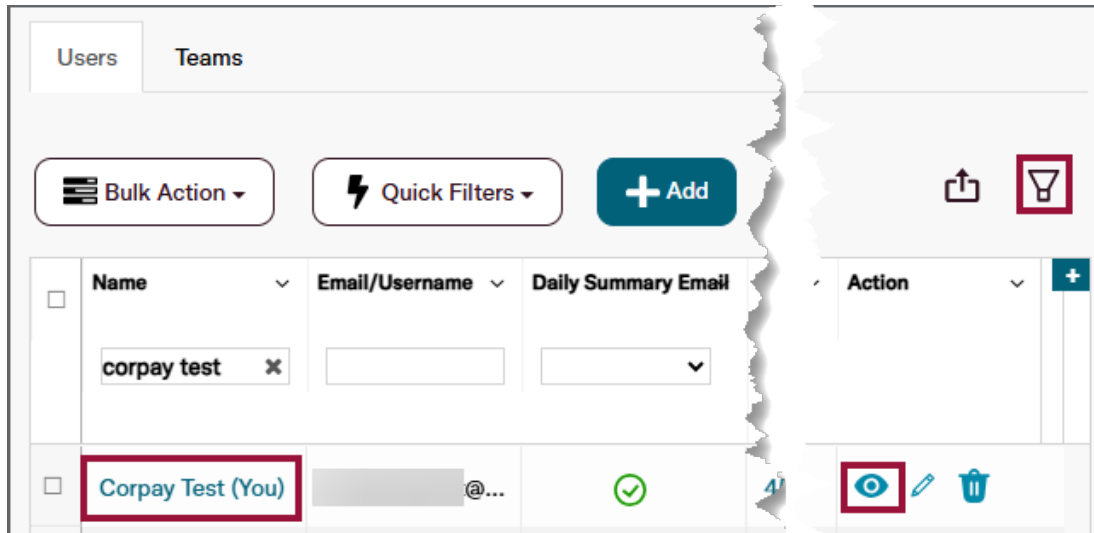 Users Teams
Bulk Action Quick Filters Add
Name Email/Username Daily Summary Email Action
corpay test
Corpay Test (You) @...